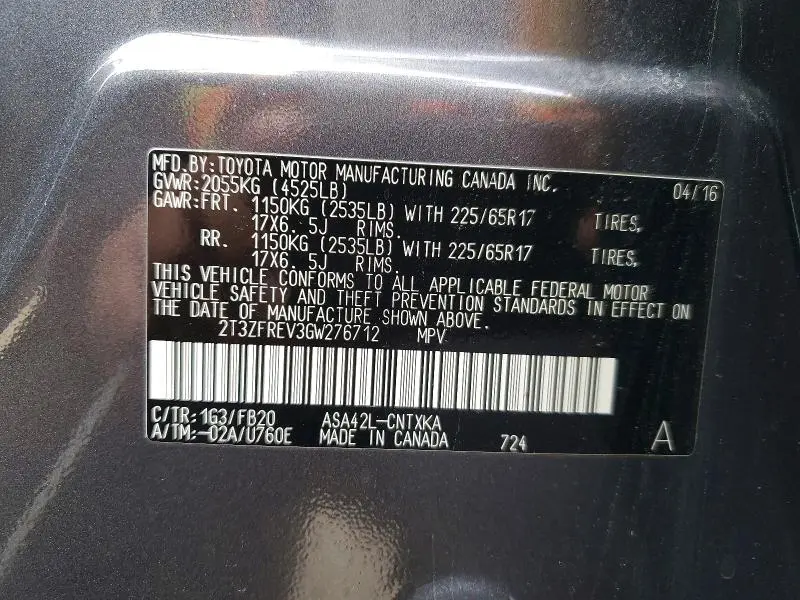 MFD.BY:TOYOTA MOTOR MANUFACTURING CANADA INC. 04/16
GVWR:2055KG (4525LB)
GAWR:FRT. 1150KG (2535LB) WITH 225/65R17 TIRES,
17X6. 5J RIMS.
RR. 1150KG (2535LB) WITH 225/65R17 TIRES,
17X6. 5J RIMS.
THIS VEHICLE CONFORMS TO ALL APPLICABLE FEDERAL MOTOR
VEHICLE SAFETY AND THEFT PREVENTION STANDARDS IN EFFECT ON
THE DATE OF MANUFACTURE SHOWN ABOVE.
2T3ZFREV3GW276712 MPV
C/TR:1G3/FB20 ASA42L-CNTXKA
A/TM:-02A/U760E MADE IN CANADA 724 A